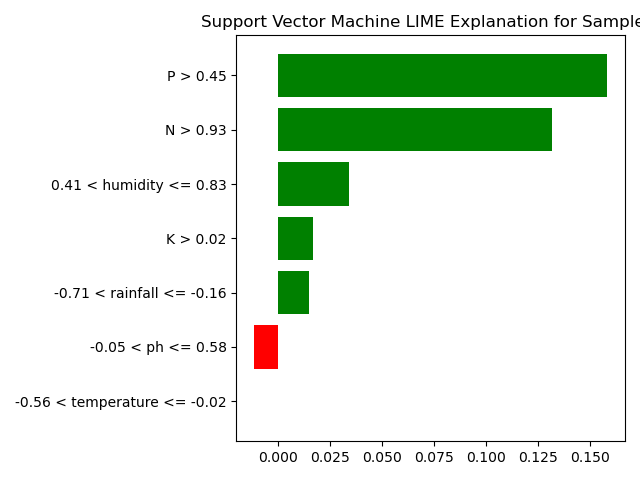 Support Vector Machine LIME Explanation for Sample
P > 0.45
N > 0.93
0.41 < humidity <= 0.83
K > 0.02
-0.71 < rainfall <= -0.16
-0.05 < ph <= 0.58
-0.56 < temperature <= -0.02
0.000 0.025 0.050 0.075 0.100 0.125 0.150